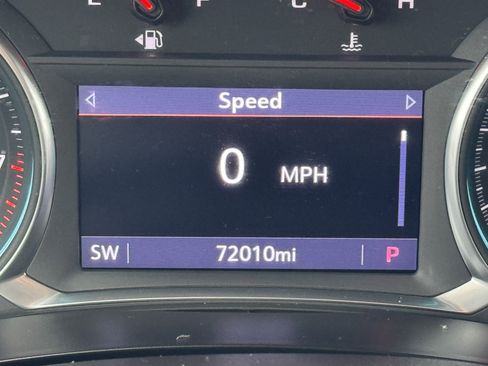 E F C H
Speed
0 MPH
SW 72010mi P